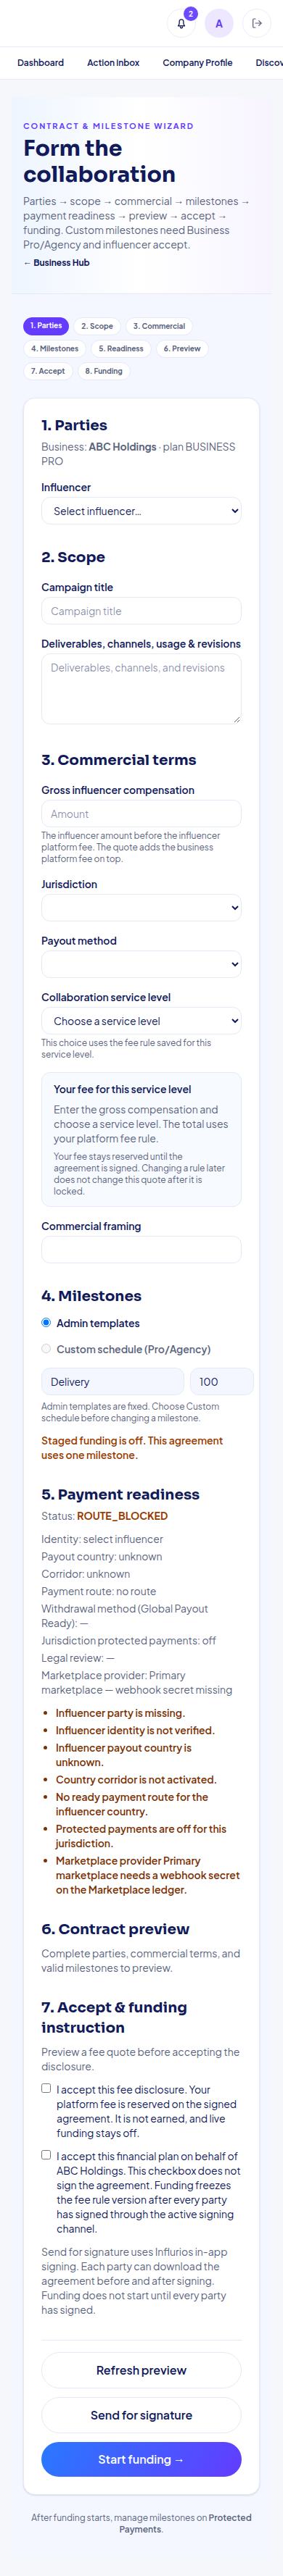 2
A
Dashboard
Action Inbox
Company Profile
Discov
CONTRACT & MILESTONE WIZARD
Form the
collaboration
Parties → scope → commercial → milestones →
payment readiness → preview → accept →
funding. Custom milestones need Business
Pro/Agency and influencer accept.
← Business Hub
1. Parties
2. Scope
3. Commercial
4. Milestones
5. Readiness
6. Preview
7. Accept
8. Funding
1. Parties
Business: ABC Holdings · plan BUSINESS
PRO
Influencer
Select influencer...
2. Scope
Campaign title
Campaign title
Deliverables, channels, usage & revisions
Deliverables, channels, and revisions
3. Commercial terms
Gross influencer compensation
Amount
The influencer amount before the influencer
platform fee. The quote adds the business
platform fee on top.
Jurisdiction
Payout method
Collaboration service level
Choose a service level
This choice uses the fee rule saved for this
service level.
Your fee for this service level
Enter the gross compensation and
choose a service level. The total uses
your platform fee rule.
Your fee stays reserved until the
agreement is signed. Changing a rule later
does not change this quote after it is
locked.
Commercial framing
4. Milestones
Admin templates
Custom schedule (Pro/Agency)
Delivery
100
Admin templates are fixed. Choose Custom
schedule before changing a milestone.
Staged funding is off. This agreement
uses one milestone.
5. Payment readiness
Status: ROUTE_BLOCKED
Identity: select influencer
Payout country: unknown
Corridor: unknown
Payment route: no route
Withdrawal method (Global Payout
Ready): —
Jurisdiction protected payments: off
Legal review: —
Marketplace provider: Primary
marketplace — webhook secret missing
• Influencer party is missing.
• Influencer identity is not verified.
• Influencer payout country is
unknown.
• Country corridor is not activated.
• No ready payment route for the
influencer country.
• Protected payments are off for this
jurisdiction.
• Marketplace provider Primary
marketplace needs a webhook secret
on the Marketplace ledger.
6. Contract preview
Complete parties, commercial terms, and
valid milestones to preview.
7. Accept & funding
instruction
Preview a fee quote before accepting the
disclosure.
I accept this fee disclosure. Your
platform fee is reserved on the signed
agreement. It is not earned, and live
funding stays off.
I accept this financial plan on behalf of
ABC Holdings. This checkbox does not
sign the agreement. Funding freezes
the fee rule version after every party
has signed through the active signing
channel.
Send for signature uses Influrios in-app
signing. Each party can download the
agreement before and after signing.
Funding does not start until every party
has signed.
Refresh preview
Send for signature
Start funding →
After funding starts, manage milestones on Protected
Payments.